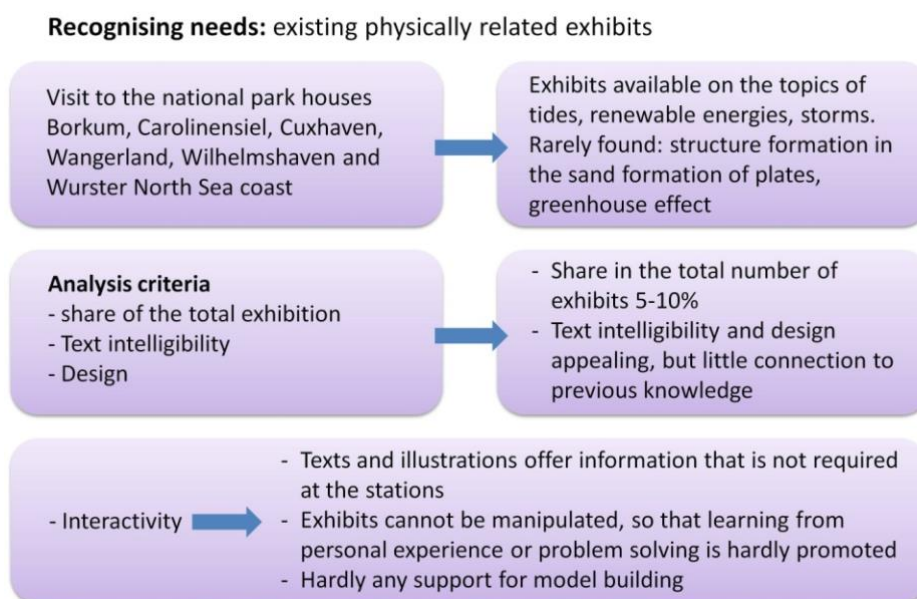 Recognising needs: existing physically related exhibits
Visit to the national park houses
Borkum, Carolinensiel, Cuxhaven,
Wangerland, Wilhelmshaven and
Wurster North Sea coast
Exhibits available on the topics of
tides, renewable energies, storms.
Rarely found: structure formation in
the sand formation of plates,
greenhouse effect
Analysis criteria
- share of the total exhibition
- Text intelligibility
- Design
- Share in the total number of
exhibits 5-10%
- Text intelligibility and design
appealing, but little connection to
previous knowledge
- Interactivity
- Texts and illustrations offer information that is not required
at the stations
- Exhibits cannot be manipulated, so that learning from
personal experience or problem solving is hardly promoted
- Hardly any support for model building